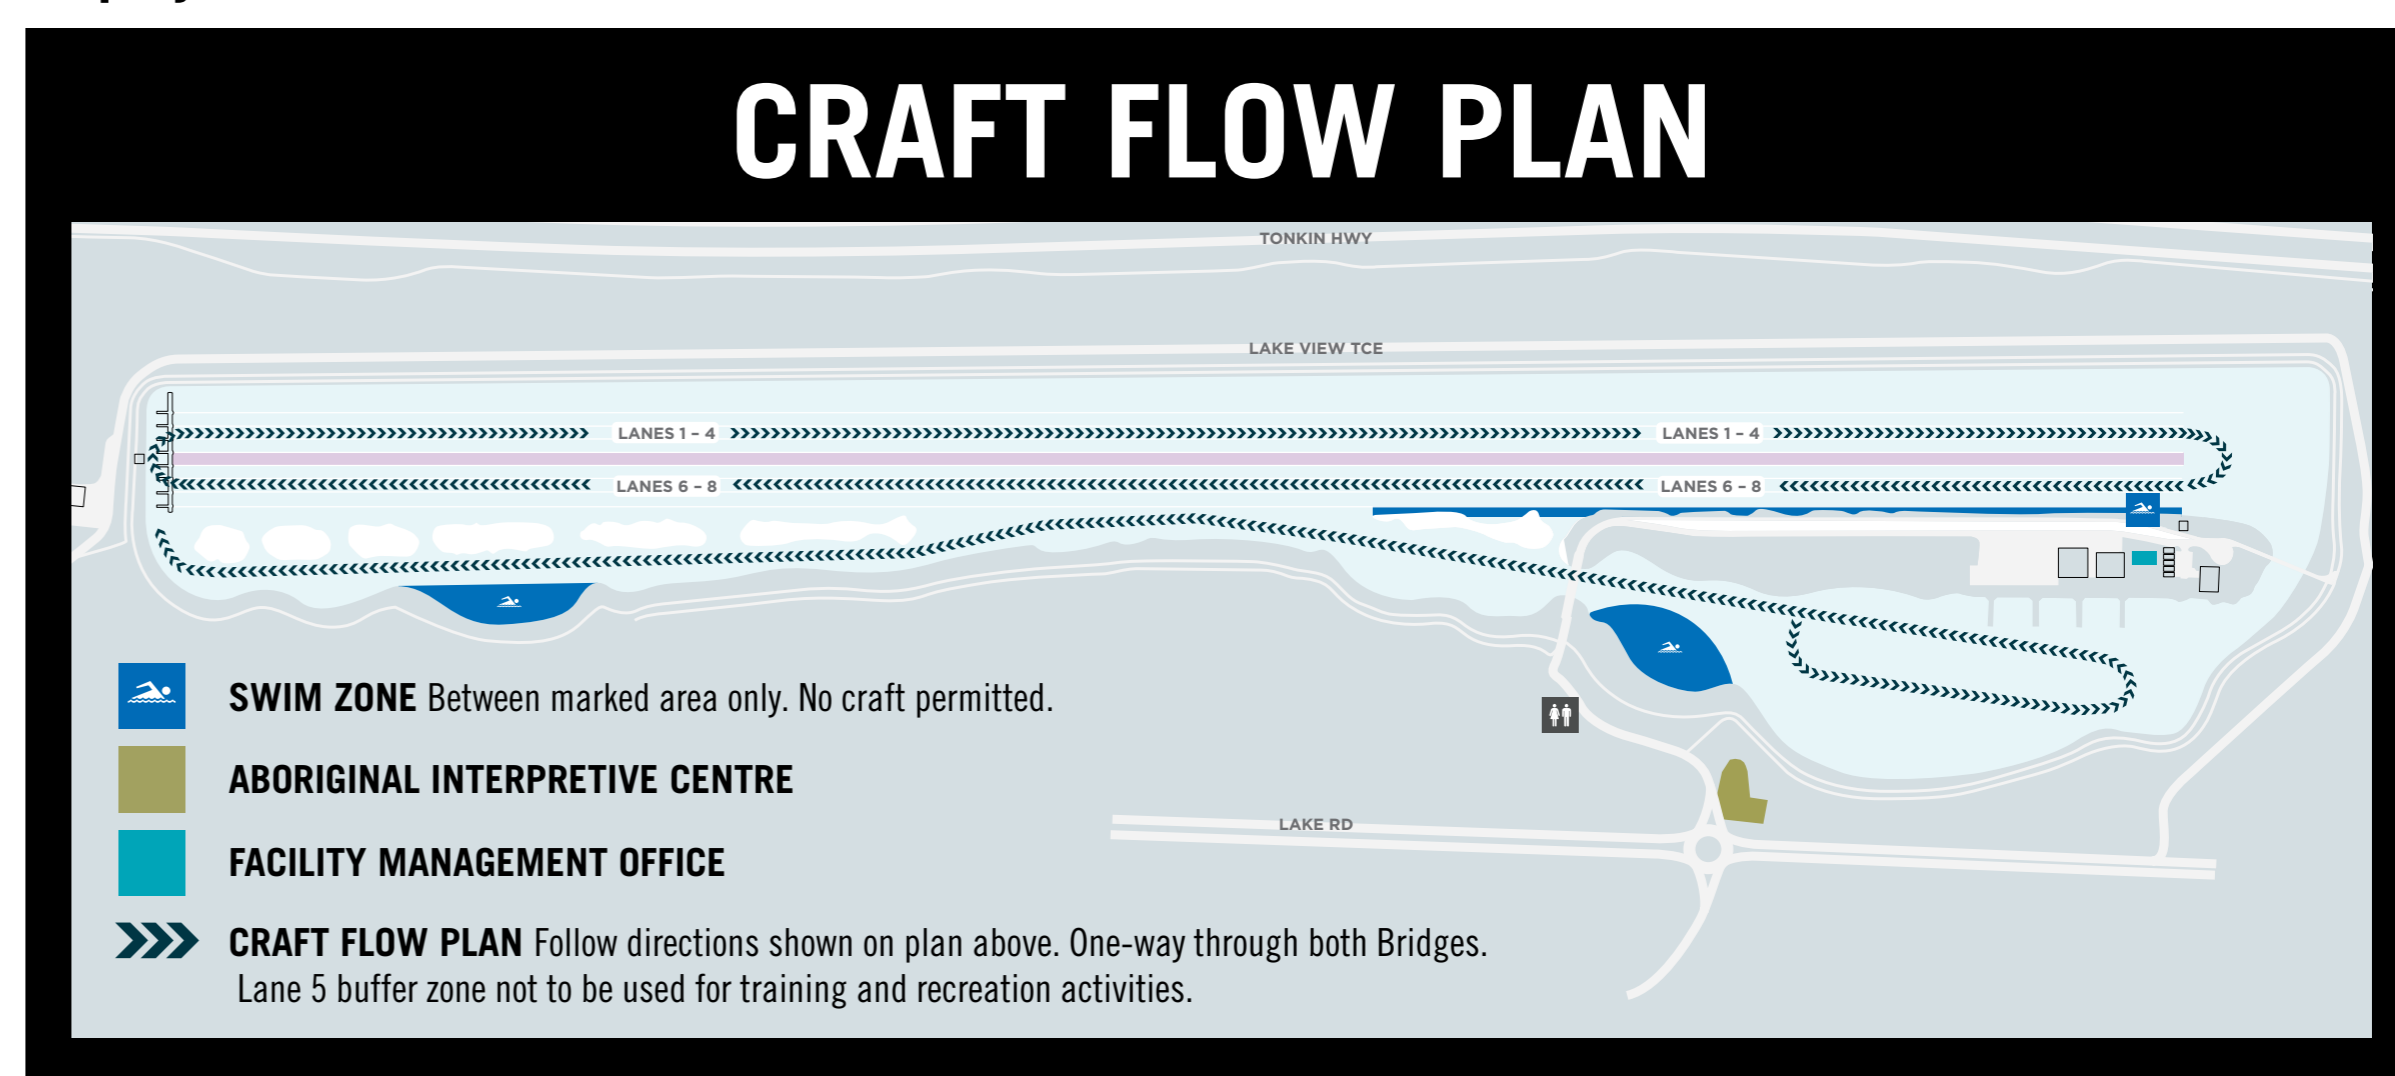 CRAFT FLOW PLAN
TONKIN HWY
LAKE VIEW TCE
LANES 1 – 4
LANES 1 – 4
LANES 6 – 8
LANES 6 – 8
SWIM ZONE Between marked area only. No craft permitted.
ABORIGINAL INTERPRETIVE CENTRE
LAKE RD
FACILITY MANAGEMENT OFFICE
CRAFT FLOW PLAN Follow directions shown on plan above. One-way through both Bridges.
Lane 5 buffer zone not to be used for training and recreation activities.